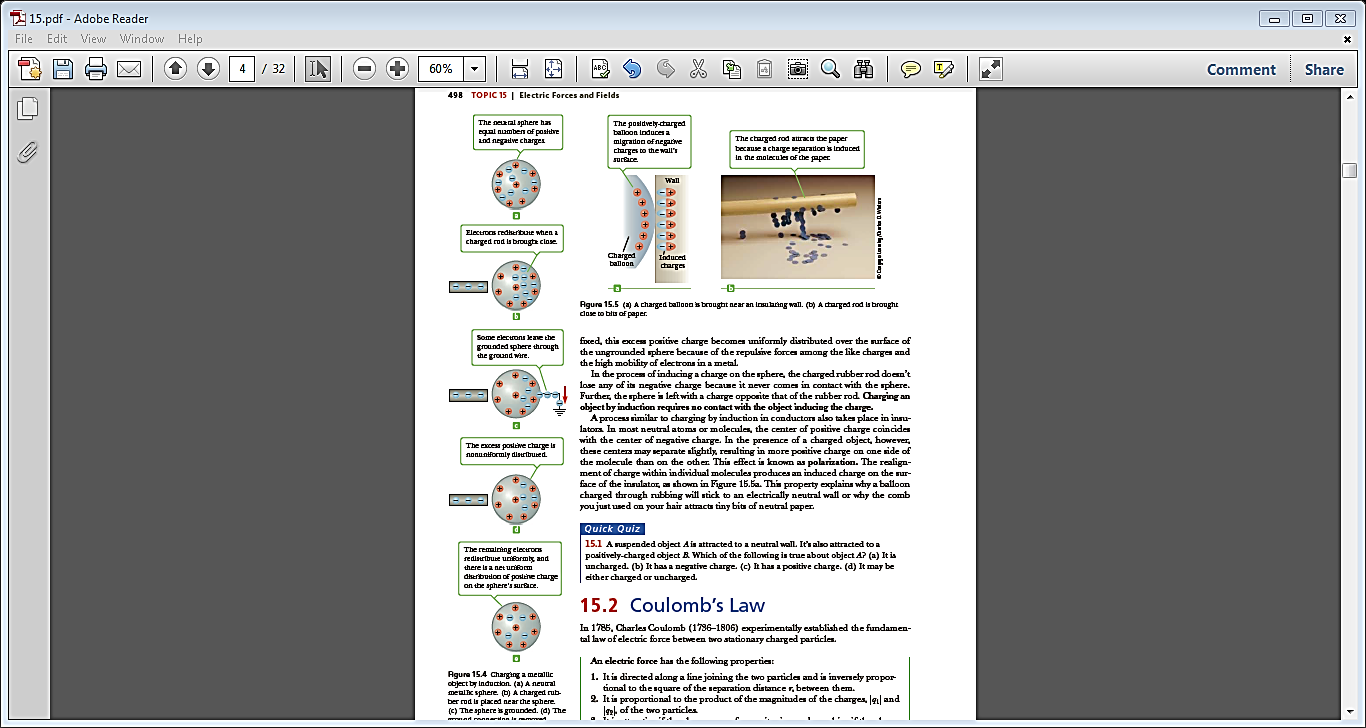 15.pdf - Adobe Reader
File Edit View Window Help
4 / 32 60% Comment Share
498 TOPIC 15 | Electric Forces and Fields
The neutral sphere has
equal numbers of positive
and negative charges.
a
Electrons redistribute when a
charged rod is brought close.
b
Some electrons leave the
grounded sphere through
the ground wire.
c
The excess positive charge is
nonuniformly distributed.
d
The remaining electrons
redistribute uniformly, and
there is a net uniform
distribution of positive charge
on the sphere's surface.
e
Figure 15.4 Charging a metallic
object by induction. (a) A neutral
metallic sphere. (b) A charged rub-
ber rod is placed near the sphere.
(c) The sphere is grounded. (d) The
ground connection is removed.
The positively-charged
balloon induces a
migration of negative
charges to the wall's
surface.
Wall
Charged
balloon
Induced
charges
a
The charged rod attracts the paper
because a charge separation is induced
in the molecules of the paper.
© Cengage Learning/Charles D. Winters
b
Figure 15.5 (a) A charged balloon is brought near an insulating wall. (b) A charged rod is brought
close to bits of paper.
fixed, this excess positive charge becomes uniformly distributed over the surface of
the ungrounded sphere because of the repulsive forces among the like charges and
the high mobility of electrons in a metal.
In the process of inducing a charge on the sphere, the charged rubber rod doesn't
lose any of its negative charge because it never comes in contact with the sphere.
Further, the sphere is left with a charge opposite that of the rubber rod. Charging an
object by induction requires no contact with the object inducing the charge.
A process similar to charging by induction in conductors also takes place in insu-
lators. In most neutral atoms or molecules, the center of positive charge coincides
with the center of negative charge. In the presence of a charged object, however,
these centers may separate slightly, resulting in more positive charge on one side of
the molecule than on the other. This effect is known as polarization. The realign-
ment of charge within individual molecules produces an induced charge on the sur-
face of the insulator, as shown in Figure 15.5a. This property explains why a balloon
charged through rubbing will stick to an electrically neutral wall or why the comb
you just used on your hair attracts tiny bits of neutral paper.
Quick Quiz
15.1 A suspended object A is attracted to a neutral wall. It's also attracted to a
positively-charged object B. Which of the following is true about object A? (a) It is
uncharged. (b) It has a negative charge. (c) It has a positive charge. (d) It may be
either charged or uncharged.
15.2 Coulomb's Law
In 1785, Charles Coulomb (1736–1806) experimentally established the fundamen-
tal law of electric force between two stationary charged particles.
An electric force has the following properties:
1. It is directed along a line joining the two particles and is inversely propor-
tional to the square of the separation distance r, between them.
2. It is proportional to the product of the magnitudes of the charges, |q1| and
|q2|, of the two particles.